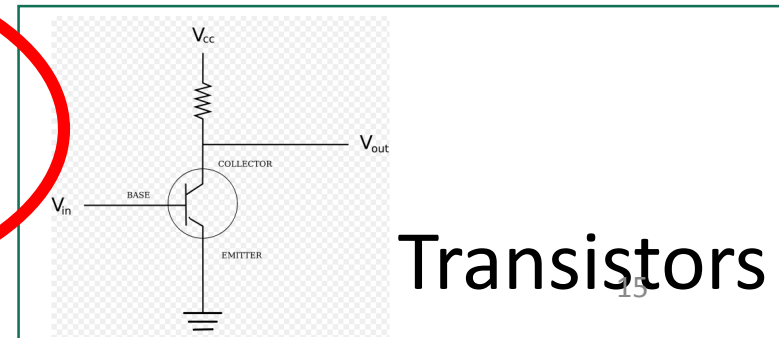 Vcc
Vout
COLLECTOR
BASE
Vin
EMITTER
Transistors
15